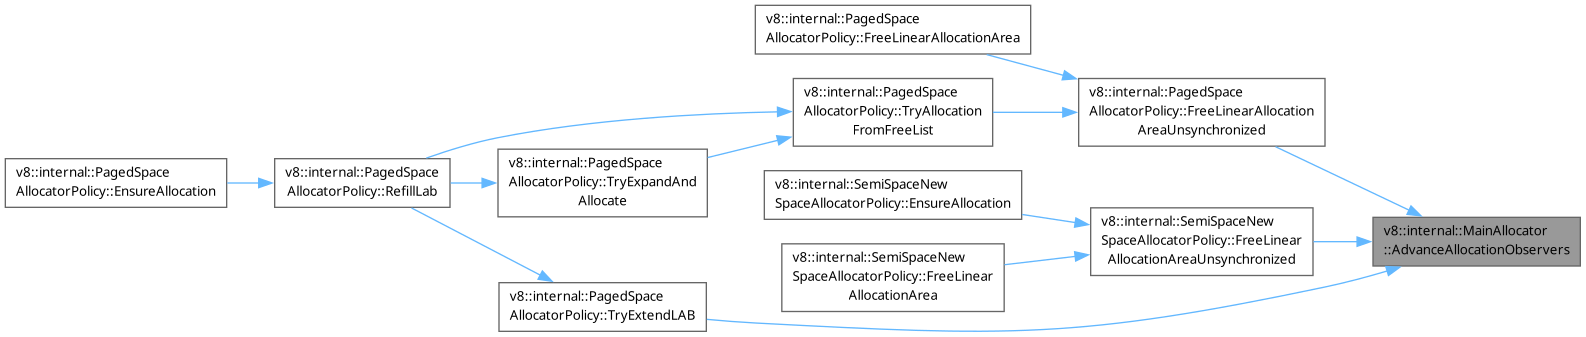 v8::internal::PagedSpace
AllocatorPolicy::FreeLinearAllocationArea
v8::internal::PagedSpace
AllocatorPolicy::TryAllocation
FromFreeList
v8::internal::PagedSpace
AllocatorPolicy::FreeLinearAllocation
AreaUnsynchronized
v8::internal::PagedSpace
AllocatorPolicy::EnsureAllocation
v8::internal::PagedSpace
AllocatorPolicy::RefillLab
v8::internal::PagedSpace
AllocatorPolicy::TryExpandAnd
Allocate
v8::internal::SemiSpaceNew
SpaceAllocatorPolicy::EnsureAllocation
v8::internal::SemiSpaceNew
SpaceAllocatorPolicy::FreeLinear
AllocationAreaUnsynchronized
v8::internal::MainAllocator
::AdvanceAllocationObservers
v8::internal::SemiSpaceNew
SpaceAllocatorPolicy::FreeLinear
AllocationArea
v8::internal::PagedSpace
AllocatorPolicy::TryExtendLAB